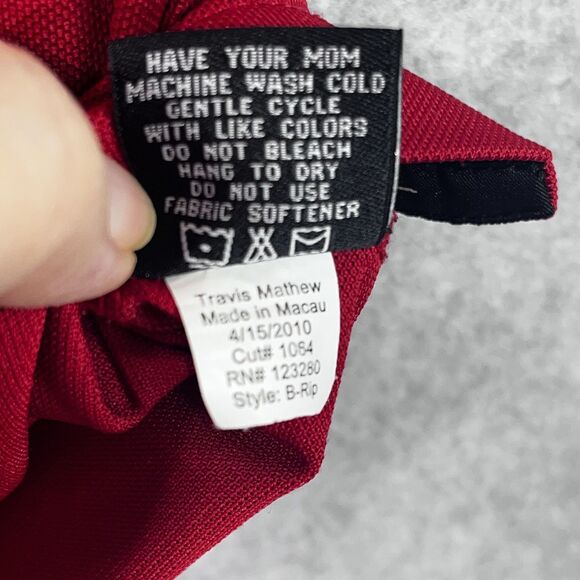 HAVE YOUR MOM
MACHINE WASH COLD
GENTLE CYCLE
WITH LIKE COLORS
DO NOT BLEACH
HANG TO DRY
DO NOT USE
FABRIC SOFTENER
Travis Mathew
Made in Macau
4/15/2010
Cut# 1064
RN# 123280
Style: B-Rip